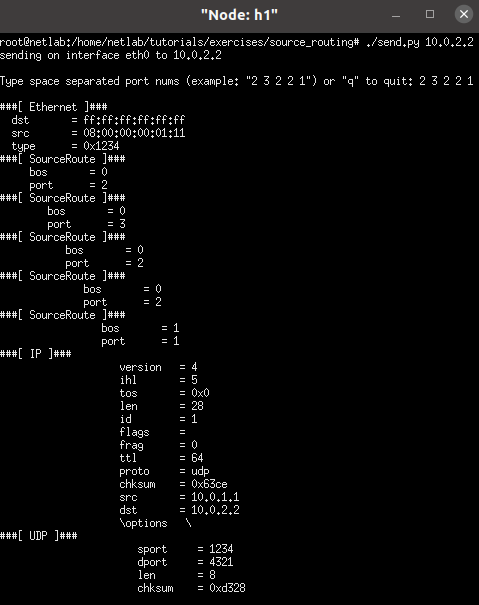 "Node: h1"
root@netlab:/home/netlab/tutorials/exercises/source_routing# ./send.py 10.0.2.2
sending on interface eth0 to 10.0.2.2

Type space separated port nums (example: "2 3 2 2 1") or "q" to quit: 2 3 2 2 1

###[ Ethernet ]###
  dst       = ff:ff:ff:ff:ff:ff
  src       = 08:00:00:00:01:11
  type      = 0x1234
###[ SourceRoute ]###
     bos       = 0
     port      = 2
###[ SourceRoute ]###
        bos       = 0
        port      = 3
###[ SourceRoute ]###
           bos       = 0
           port      = 2
###[ SourceRoute ]###
              bos       = 0
              port      = 2
###[ SourceRoute ]###
                 bos       = 1
                 port      = 1
###[ IP ]###
                    version   = 4
                    ihl       = 5
                    tos       = 0x0
                    len       = 28
                    id        = 1
                    flags     =
                    frag      = 0
                    ttl       = 64
                    proto     = udp
                    chksum    = 0x63ce
                    src       = 10.0.1.1
                    dst       = 10.0.2.2
                    \options   \
###[ UDP ]###
                       sport     = 1234
                       dport     = 4321
                       len       = 8
                       chksum    = 0xd328